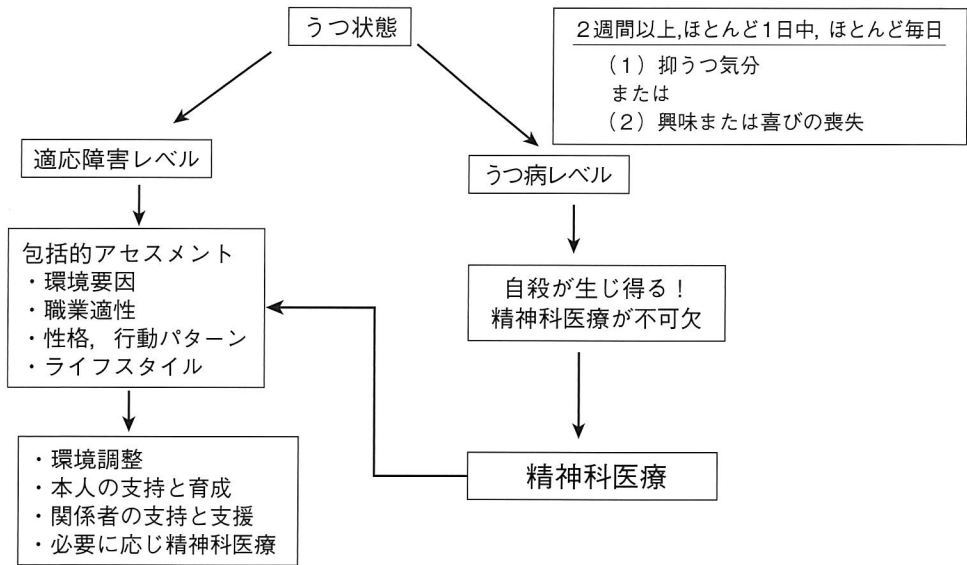 うつ状態
2週間以上,ほとんど1日中, ほとんど毎日
(1) 抑うつ気分
または
(2) 興味または喜びの喪失
適応障害レベル
うつ病レベル
包括的アセスメント
・環境要因
・職業適性
・性格, 行動パターン
・ライフスタイル
自殺が生じ得る!
精神科医療が不可欠
・環境調整
・本人の支持と育成
・関係者の支持と支援
・必要に応じ精神科医療
精神科医療